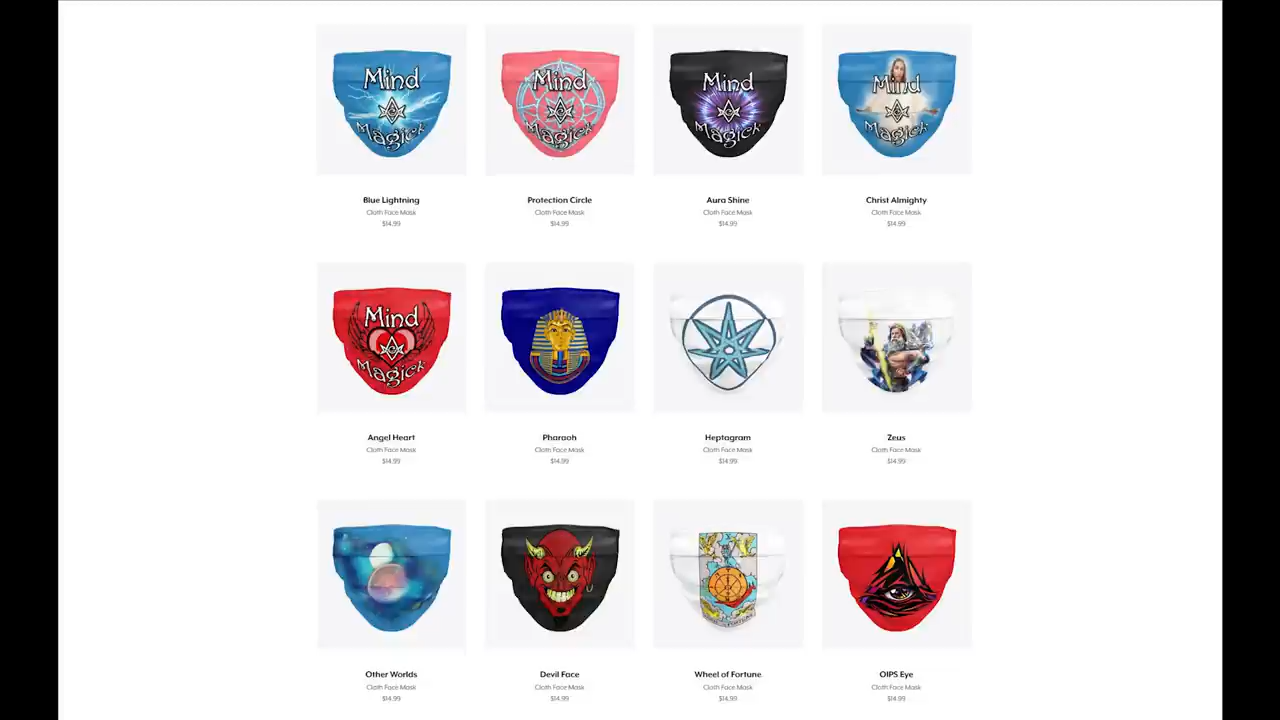 Mind
Magick
Mind
Magick
Mind
Magick
Mind
Magick
Blue Lightning
Cloth Face Mask
$14.99
Protection Circle
Cloth Face Mask
$14.99
Aura Shine
Cloth Face Mask
$14.99
Christ Almighty
Cloth Face Mask
$14.99
Mind
Magick
Angel Heart
Cloth Face Mask
$14.99
Pharaoh
Cloth Face Mask
$14.99
Heptagram
Cloth Face Mask
$14.99
Zeus
Cloth Face Mask
$14.99
Other Worlds
Cloth Face Mask
$14.99
Devil Face
Cloth Face Mask
$14.99
Wheel of Fortune
Cloth Face Mask
$14.99
OIPS Eye
Cloth Face Mask
$14.99